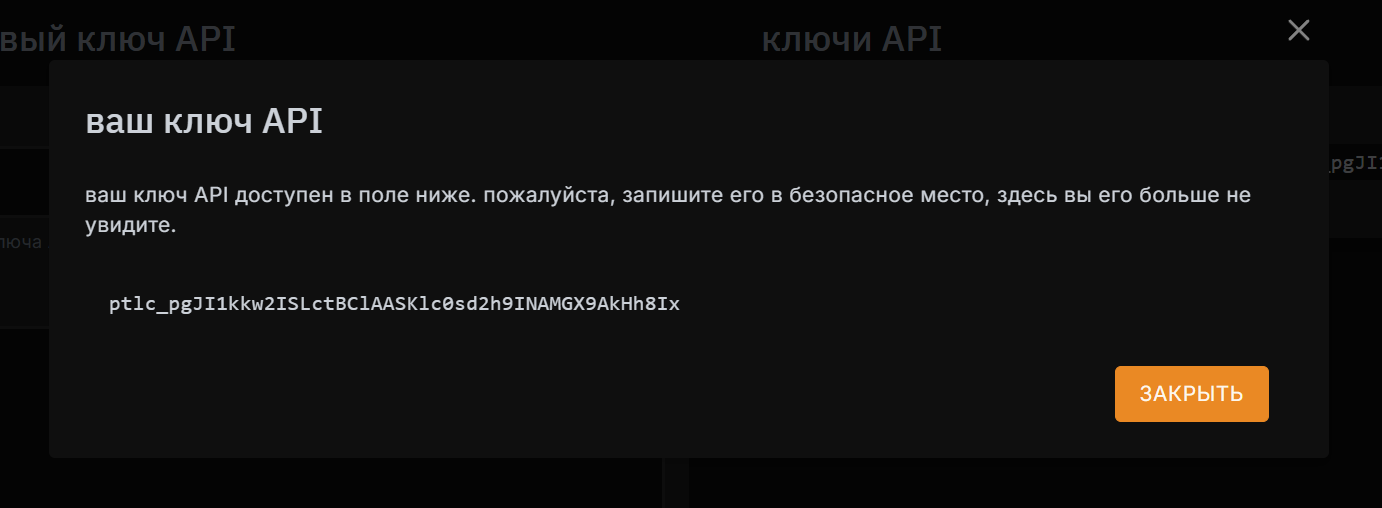 вый ключ API
ключи API
ваш ключ API
ваш ключ API доступен в поле ниже. пожалуйста, запишите его в безопасное место, здесь вы его больше не
увидите.
_pgJI1
люча
ptlc_pgJI1kkw2ISLctBClAASKlc0sd2h9INAMGX9AkHh8Ix
ЗАКРЫТЬ